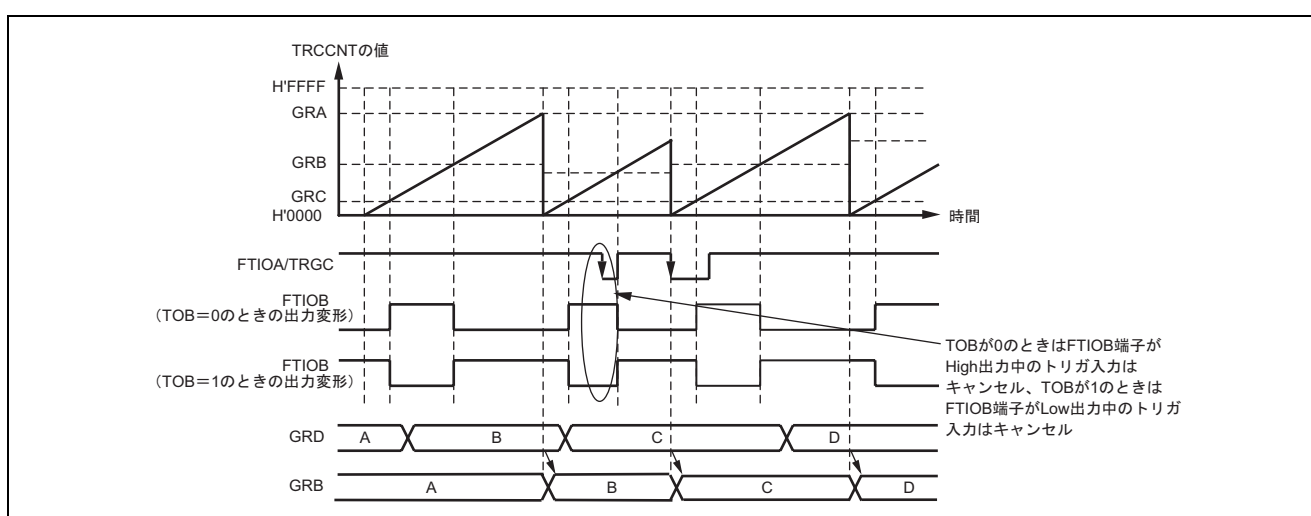 TRCCNTの値
H'FFFF
GRA
GRB
GRC
H'0000
時間
FTIOA/TRGC
FTIOB
（TOB＝0のときの出力変形）
FTIOB
（TOB＝1のときの出力変形）
TOBが0のときはFTIOB端子が
High出力中のトリガ入力は
キャンセル、TOBが1のときは
FTIOB端子がLow出力中のトリガ
入力はキャンセル
GRD A B C D
GRB A B C D